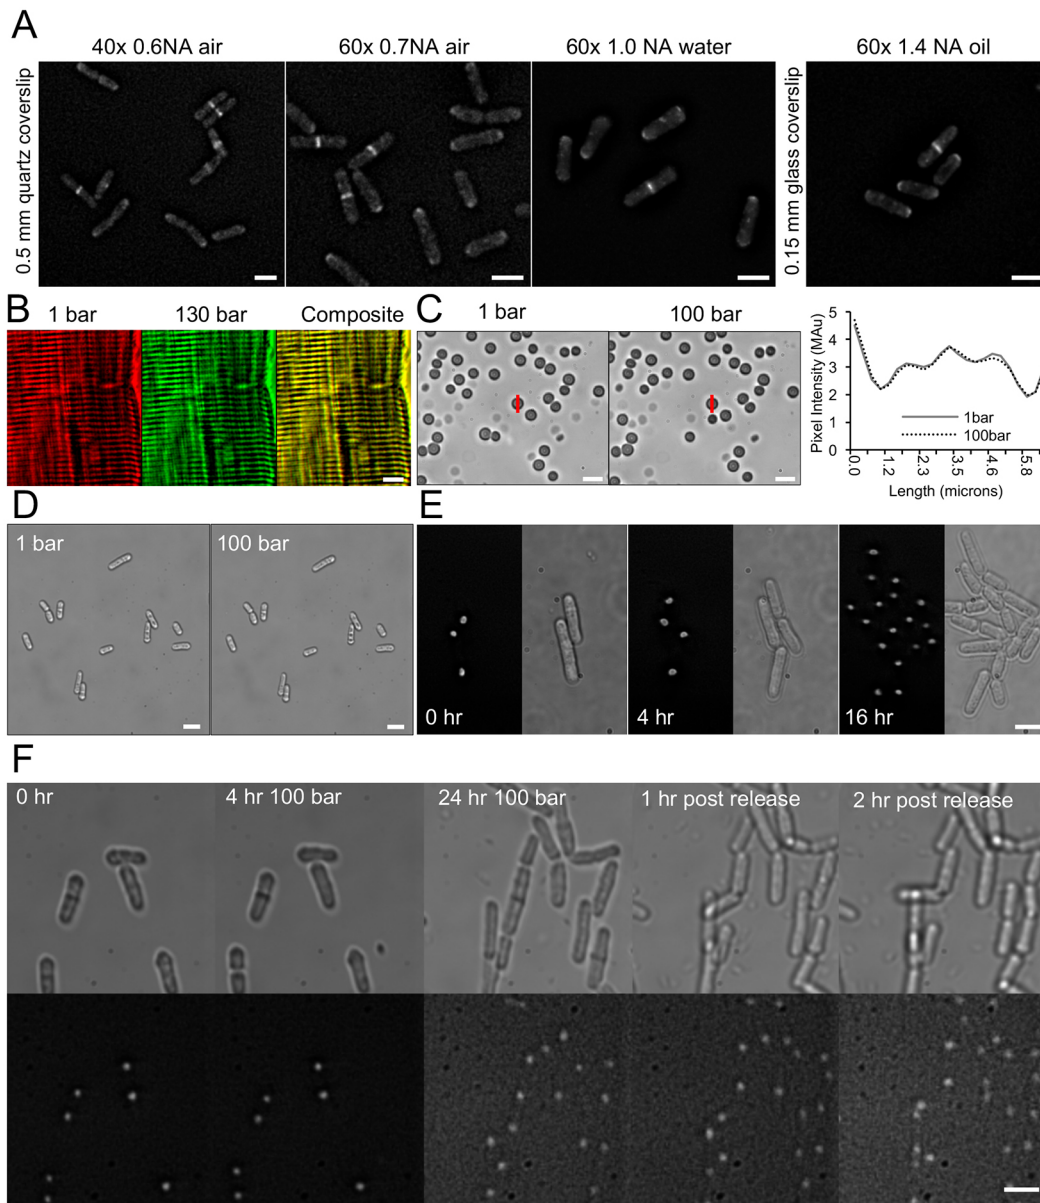 A
40x 0.6NA air
60x 0.7NA air
60x 1.0 NA water
60x 1.4 NA oil
0.5 mm quartz coverslip
0.15 mm glass coverslip
B
1 bar
130 bar
Composite
C
1 bar
100 bar
Pixel Intensity (MAu)
5
4
3
2
1
0
1bar
100bar
0.0
1.2
2.3
3.5
4.6
5.8
Length (microns)
D
1 bar
100 bar
E
0 hr
4 hr
16 hr
F
0 hr
4 hr 100 bar
24 hr 100 bar
1 hr post release
2 hr post release